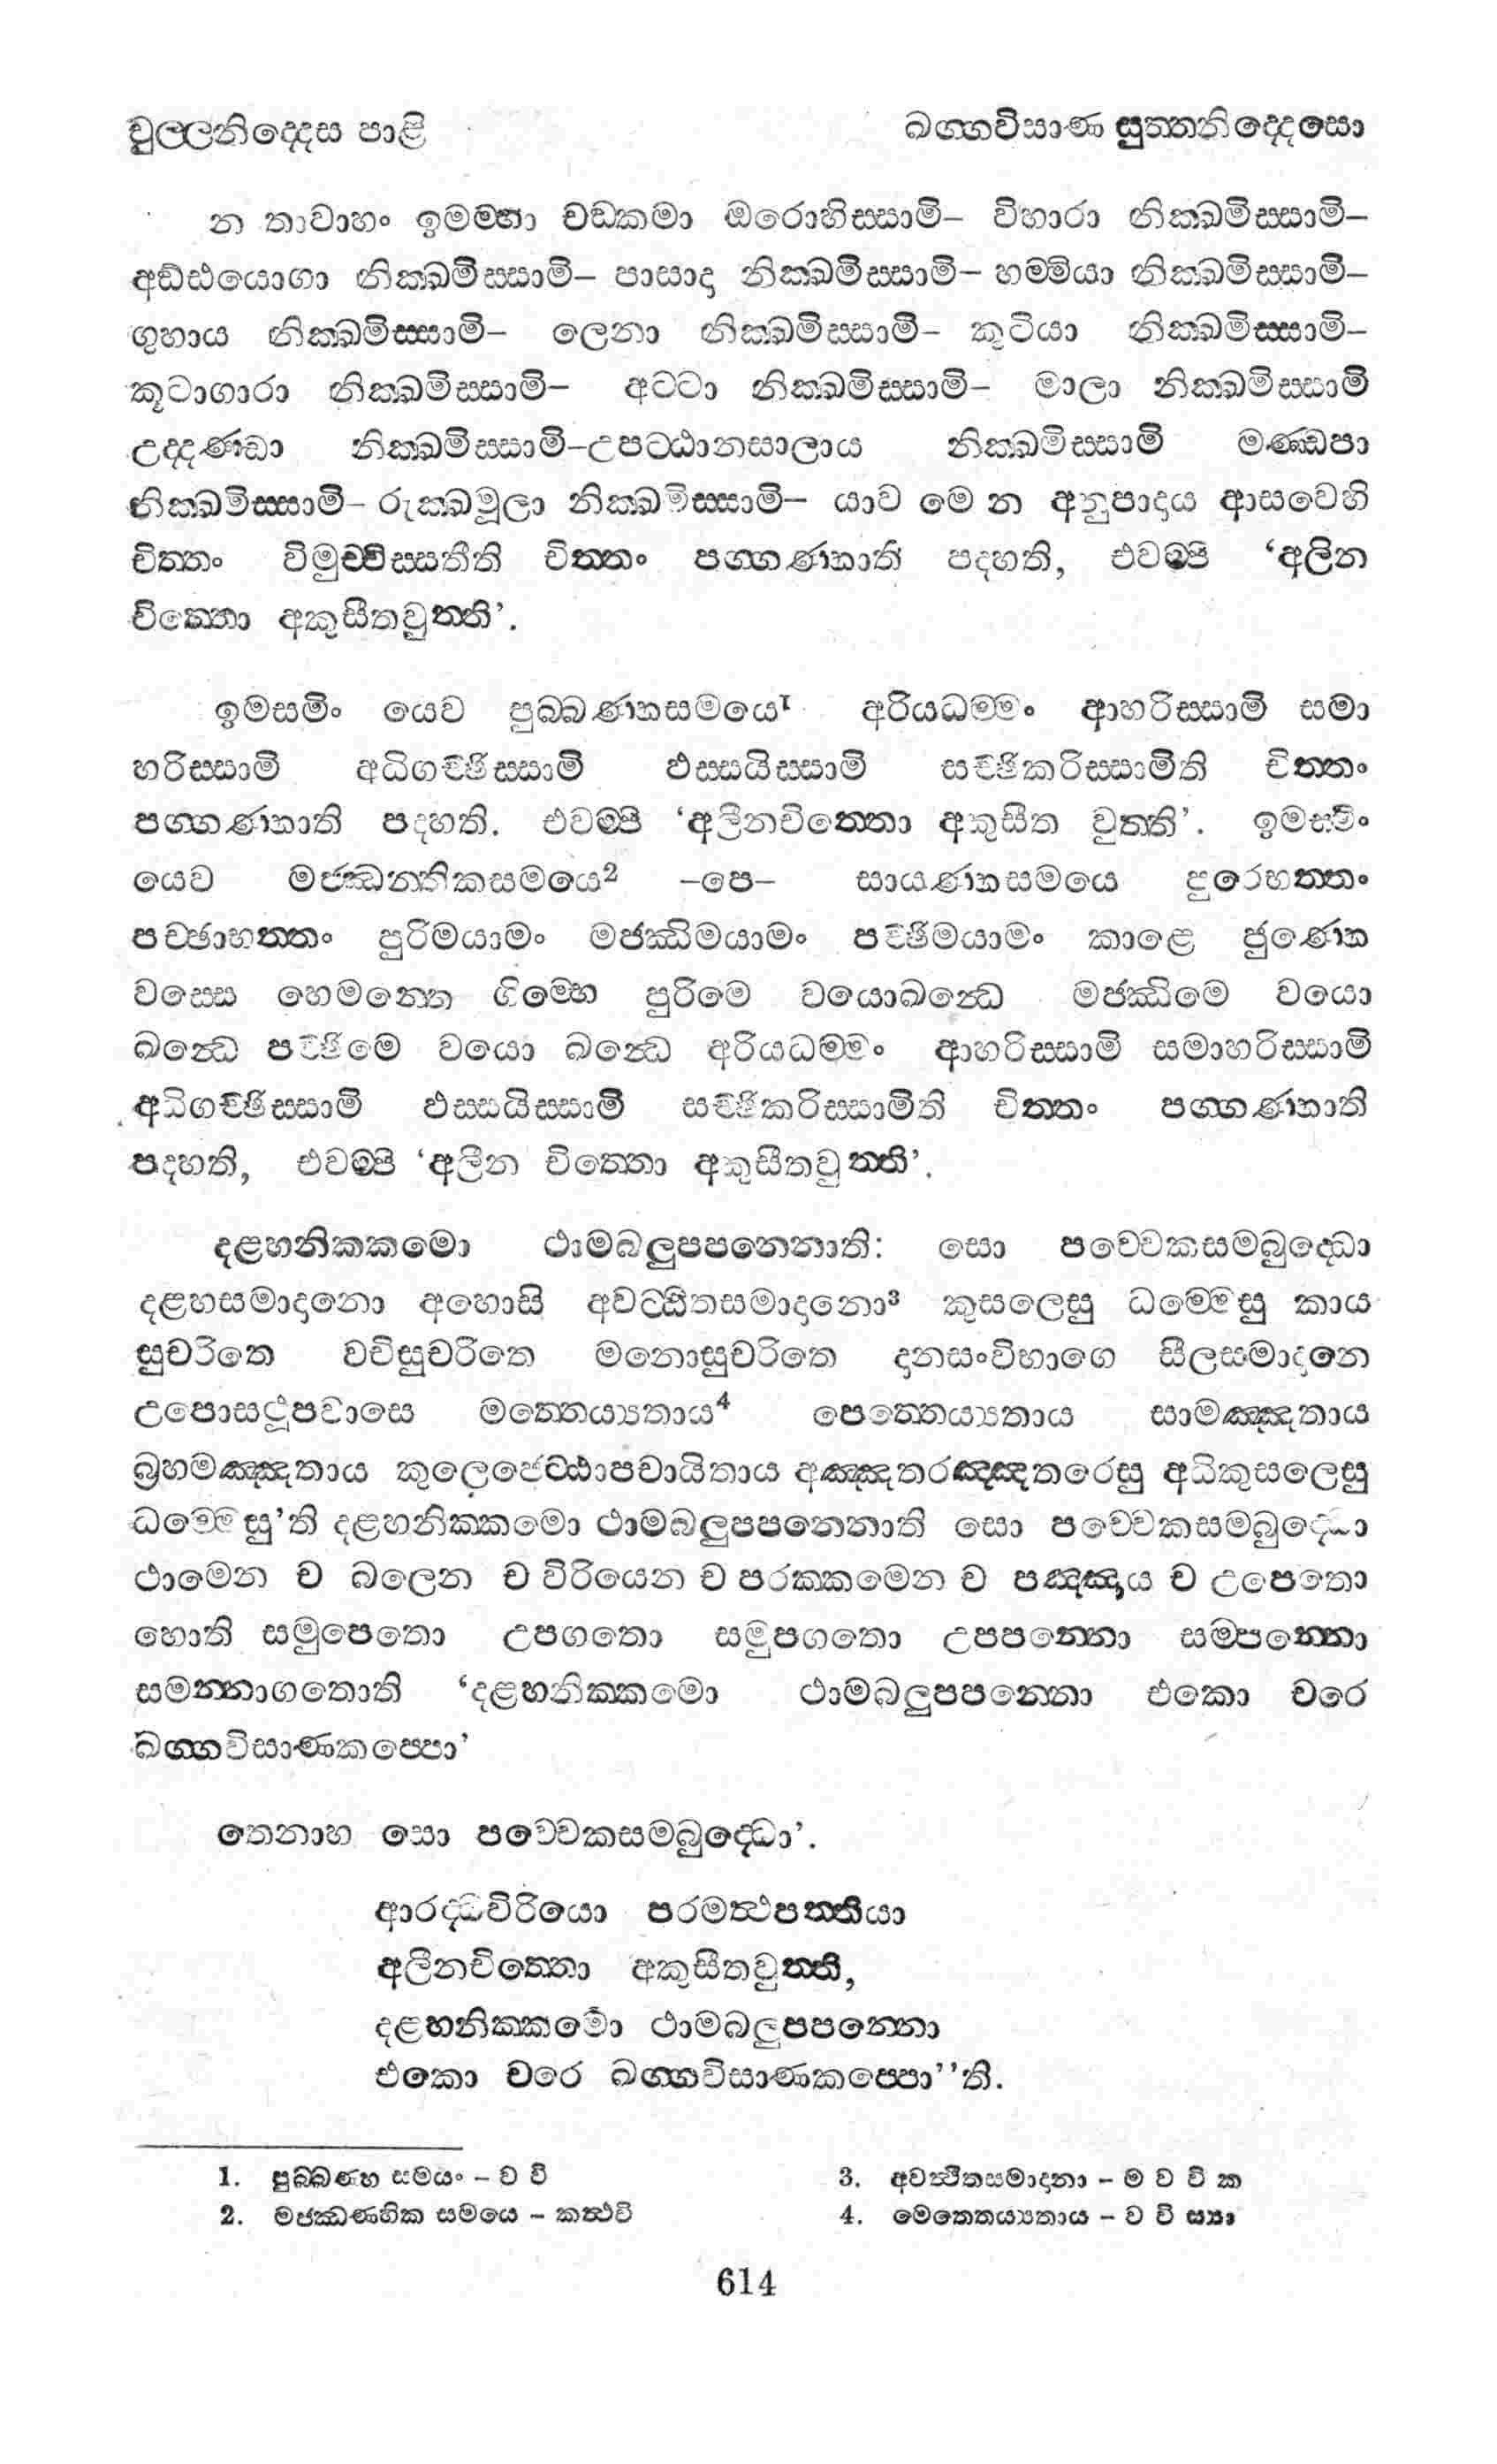 චුල්ලනිද්දෙස පාළි
ඛග්ගවිසාණ සුත්තනිද්දෙසො
න තාවාහං ඉමම්හා චඞ්කමා ඔරොහිස්සාමි– විහාරා නික්ඛමිස්සාමි–
අඩ්ඪයොගා නික්ඛමිස්සාමි– පාසාදා නික්ඛමිස්සාමි– හම්මියා නික්ඛමිස්සාමි–
ගුහාය නික්ඛමිස්සාමි– ලෙනා නික්ඛමිස්සාමි– කුටියා නික්ඛමිස්සාමි–
කූටාගාරා නික්ඛමිස්සාමි– අට්ටා නික්ඛමිස්සාමි– මාලා නික්ඛමිස්සාමි
උද්දණ්ඩා නික්ඛමිස්සාමි–උපට්ඨානසාලාය නික්ඛමිස්සාමි මණ්ඩපා
නික්ඛමිස්සාමි– රුක්ඛමූලා නික්ඛමිස්සාමි– යාව මෙ න අනුපාදාය ආසවෙහි
චිත්තං විමුච්චිස්සතීති චිත්තං පග්ගණ්හාති පදහති, එවම්පි ‘අලින
චිත්තො අකුසීතවුත්ති’.
ඉමස්මිං යෙව පුබ්බණ්හසමයෙ¹ අරියධම්මං ආහරිස්සාමි සමා
හරිස්සාමි අධිගච්ඡිස්සාමි ඵස්සයිස්සාමි සච්ඡිකරිස්සාමීති චිත්තං
පග්ගණ්හාති පදහති. එවම්පි ‘අලීනචිත්තො අකුසීත වුත්ති’. ඉමස්මිං
යෙව මජ්ඣන්තිකසමයෙ² –පෙ– සායණ්හසමයෙ පුරෙභත්තං
පච්ඡාභත්තං පුරිමයාමං මජ්ඣිමයාමං පච්ඡිමයාමං කාළෙ ජුණ්හෙ
වස්සෙ හෙමන්තෙ ගිම්හෙ පුරිමෙ වයොඛන්ධෙ මජ්ඣිමෙ වයො
ඛන්ධෙ පච්ඡිමෙ වයො ඛන්ධෙ අරියධම්මං ආහරිස්සාමි සමාහරිස්සාමි
අධිගච්ඡිස්සාමි ඵස්සයිස්සාමි සච්ඡිකරිස්සාමීති චිත්තං පග්ගණ්හාති
පදහති, එවම්පි ‘අලීන චිත්තො අකුසීතවුත්ති’.
දළ්හනික්කමො ථාමබලූපපන්නොති: සො පච්චෙකසම්බුද්ධො
දළ්හසමාදානො අහොසි අවට්ඨිතසමාදානො³ කුසලෙසු ධම්මෙසු කාය
සුචරිතෙ වචීසුචරිතෙ මනොසුචරිතෙ දානසංවිභාගෙ සීලසමාදානෙ
උපොසථූපවාසෙ මත්තෙය්‍යතාය⁴ පෙත්තෙය්‍යතාය සාමඤ්ඤතාය
බ්‍රහ්මඤ්ඤතාය කුලෙජෙට්ඨාපචායිතාය අඤ්ඤතරඤ්ඤතරෙසු අධිකුසලෙසු
ධම්මෙසු’ති දළ්හනික්කමො ථාමබලූපපන්නොති සො පච්චෙකසම්බුද්ධො
ථාමෙන ච බලෙන ච විරියෙන ච පරක්කමෙන ච පඤ්ඤාය ච උපෙතො
හොති සමුපෙතො උපගතො සමුපගතො උපපන්නො සම්පන්නො
සමන්නාගතොති ‘දළ්හනික්කමො ථාමබලූපපන්නො එකො චරෙ
ඛග්ගවිසාණකප්පො’
තෙනාහ සො පච්චෙකසම්බුද්ධො’.
ආරද්ධවිරියො පරමත්ථපත්තියා
අලීනචිත්තො අකුසීතවුත්ති,
දළ්හනික්කමො ථාමබලූපපන්නො
එකො චරෙ ඛග්ගවිසාණකප්පො’’ති.
1. පුබ්බණ්හ සමයං – ව වි
2. මජ්ඣණ්හික සමයෙ – කත්ථචි
3. අවත්ථිතසමාදානා – ම ව වි ක
4. මෙත්තෙය්‍යතාය – ව වි ස්‍යා
614